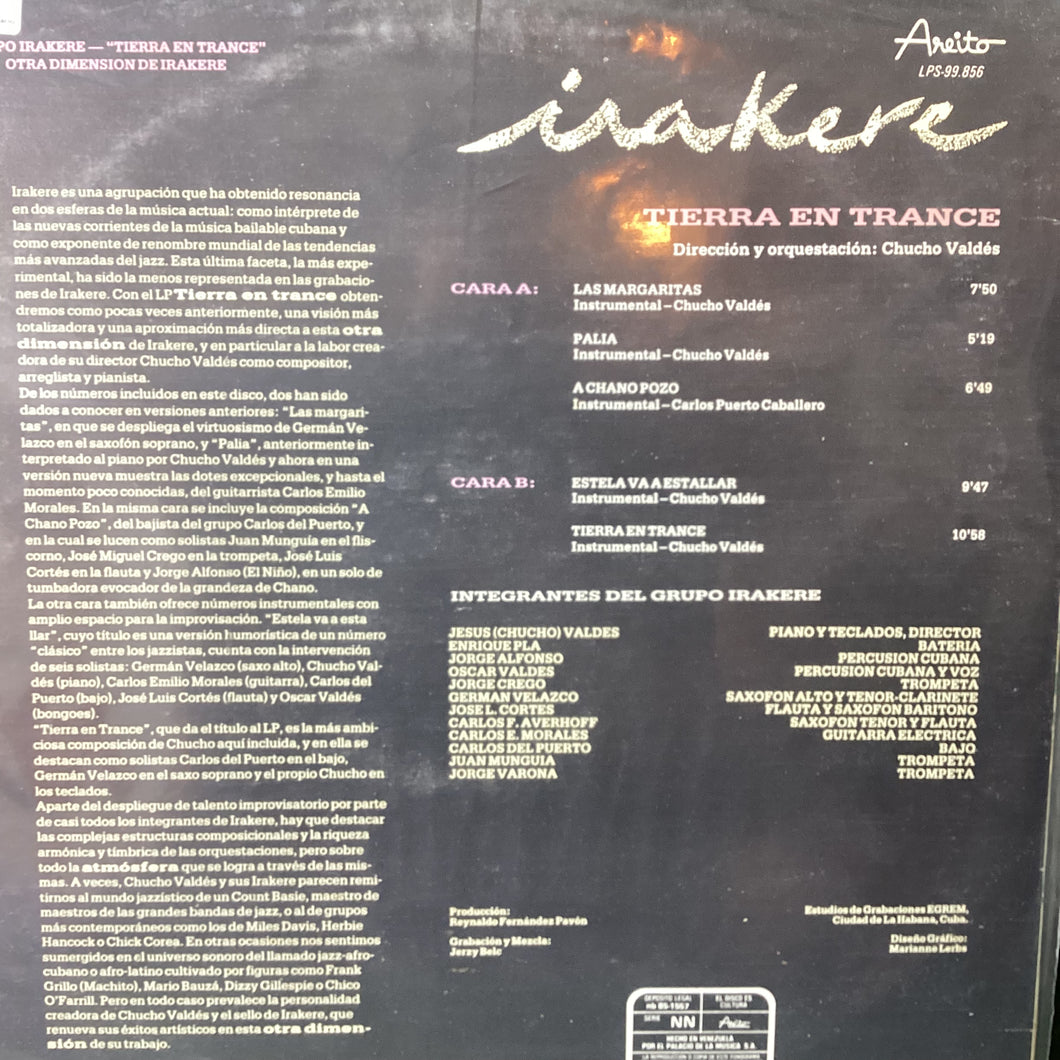 PO IRAKERE — "TIERRA EN TRANCE"
OTRA DIMENSION DE IRAKERE
Areito
LPS-99.856
irakere
Irakere es una agrupación que ha obtenido resonancia
en dos esferas de la música actual: como intérprete de
las nuevas corrientes de la música bailable cubana y
como exponente de renombre mundial de las tendencias
más avanzadas del jazz. Esta última faceta, la más expe-
rimental, ha sido la menos representada en las grabacio-
nes de Irakere. Con el LP Tierra en trance obten-
dremos como pocas veces anteriormente, una visión más
totalizadora y una aproximación más directa a esta otra
dimensión de Irakere, y en particular a la labor crea-
dora de su director Chucho Valdés como compositor,
arreglista y pianista.
De los números incluidos en este disco, dos han sido
dados a conocer en versiones anteriores: "Las margari-
tas", en que se despliega el virtuosismo de Germán Ve-
lazco en el saxofón soprano, y "Palia", anteriormente in-
terpretado al piano por Chucho Valdés y ahora en una
versión nueva muestra las dotes excepcionales, y hasta el
momento poco conocidas, del guitarrista Carlos Emilio
Morales. En la misma cara se incluye la composición "A
Chano Pozo", del bajista del grupo Carlos del Puerto, y
en la cual se lucen como solistas Juan Munguía en el flis-
corno, José Miguel Crego en la trompeta, José Luis
Cortés en la flauta y Jorge Alfonso (El Niño), en un solo de
tumbadora evocador de la grandeza de Chano.
La otra cara también ofrece números instrumentales con
amplio espacio para la improvisación. "Estela va a esta
llar", cuyo título es una versión humorística de un número
"clásico" entre los jazzistas, cuenta con la intervención
de seis solistas: Germán Velazco (saxo alto), Chucho Val-
dés (piano), Carlos Emilio Morales (guitarra), Carlos del
Puerto (bajo), José Luis Cortés (flauta) y Oscar Valdés
(bongoes).
"Tierra en Trance", que da el título al LP, es la más ambi-
ciosa composición de Chucho aquí incluida, y en ella se
destacan como solistas Carlos del Puerto en el bajo,
Germán Velazco en el saxo soprano y el propio Chucho en
los teclados.
Aparte del despliegue de talento improvisatorio por parte
de casi todos los integrantes de Irakere, hay que destacar
las complejas estructuras composicionales y la riqueza
armónica y tímbrica de las orquestaciones, pero sobre
todo la atmósfera que se logra a través de las mis-
mas. A veces, Chucho Valdés y sus Irakere parecen remi-
tirnos al mundo jazzístico de un Count Basie, maestro de
maestros de las grandes bandas de jazz, o al de grupos
más contemporáneos como los de Miles Davis, Herbie
Hancock o Chick Corea. En otras ocasiones nos sentimos
sumergidos en el universo sonoro del llamado jazz-afro-
cubano o afro-latino cultivado por figuras como Frank
Grillo (Machito), Mario Bauzá, Dizzy Gillespie o Chico
O'Farrill. Pero en todo caso prevalece la personalidad
creadora de Chucho Valdés y el sello de Irakere, que
renueva sus éxitos artísticos en esta otra dimen-
sión de su trabajo.
TIERRA EN TRANCE
Dirección y orquestación: Chucho Valdés
CARA A: LAS MARGARITAS 7'50
Instrumental – Chucho Valdés
PALIA 5'19
Instrumental – Chucho Valdés
A CHANO POZO 6'49
Instrumental – Carlos Puerto Caballero
CARA B: ESTELA VA A ESTALLAR 9'47
Instrumental – Chucho Valdés
TIERRA EN TRANCE 10'58
Instrumental – Chucho Valdés
INTEGRANTES DEL GRUPO IRAKERE
JESUS (CHUCHO) VALDES PIANO Y TECLADOS, DIRECTOR
ENRIQUE PLA BATERIA
JORGE ALFONSO PERCUSION CUBANA
OSCAR VALDES PERCUSION CUBANA Y VOZ
JORGE CREGO TROMPETA
GERMAN VELAZCO SAXOFON ALTO Y TENOR-CLARINETE
JOSE L. CORTES FLAUTA Y SAXOFON BARITONO
CARLOS F. AVERHOFF SAXOFON TENOR Y FLAUTA
CARLOS E. MORALES GUITARRA ELECTRICA
CARLOS DEL PUERTO BAJO
JUAN MUNGUIA TROMPETA
JORGE VARONA TROMPETA
Producción:
Reynaldo Fernández Pavón
Grabación y Mezcla:
Jerzy Belc
Estudios de Grabaciones EGREM,
Ciudad de La Habana, Cuba.
Diseño Gráfico:
Marianne Lerbs
DEPOSITO LEGAL
nb 85-1557
EL DISCO ES
CULTURA
SERIE NN Areito
HECHO EN VENEZUELA
POR EL PALACIO DE LA MUSICA S.A.